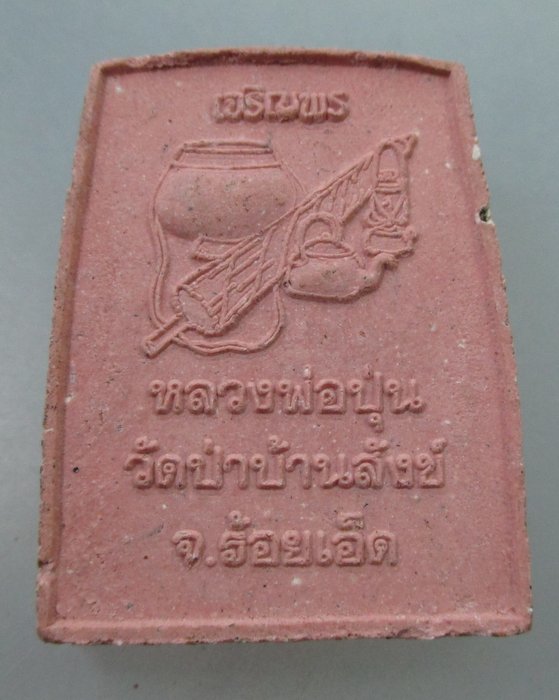 เจริญพร
หลวงพ่อปุ่น
วัดป่าบ้านสังข์
จ.ร้อยเอ็ด